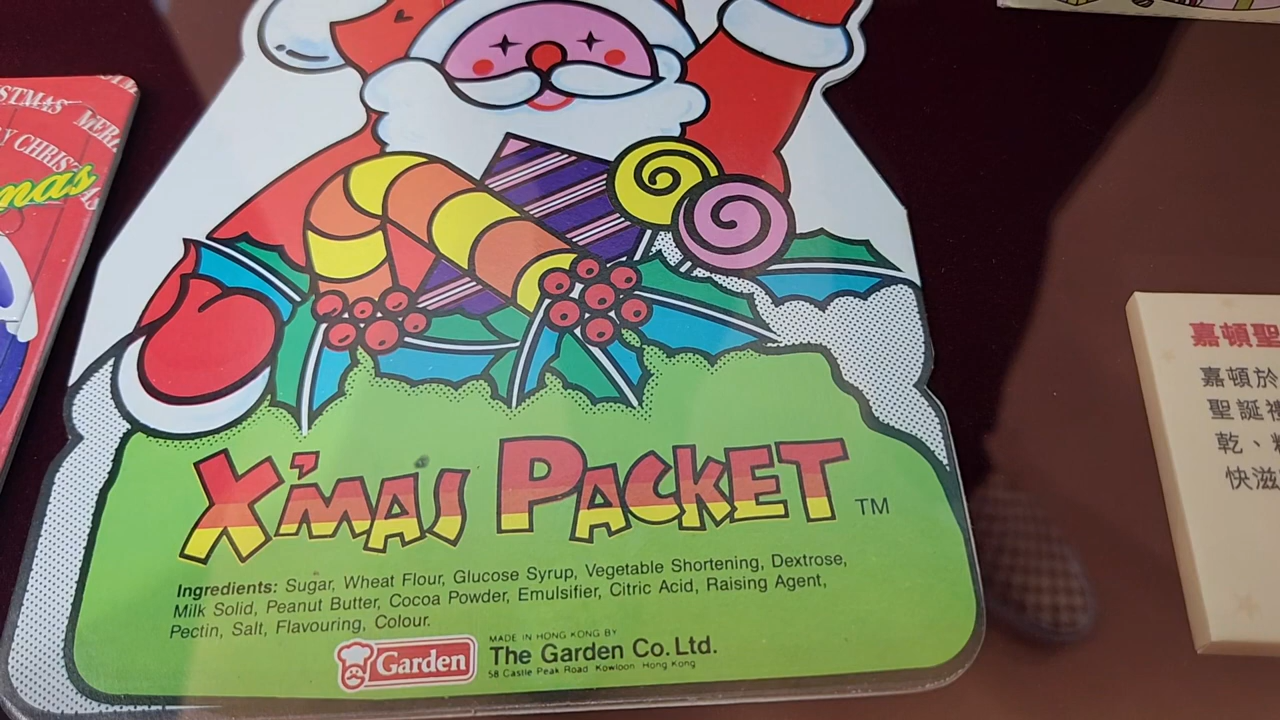 X'MAS PACKET TM
Ingredients: Sugar, Wheat Flour, Glucose Syrup, Vegetable Shortening, Dextrose,
Milk Solid, Peanut Butter, Cocoa Powder, Emulsifier, Citric Acid, Raising Agent,
Pectin, Salt, Flavouring, Colour.
Garden
MADE IN HONG KONG BY
The Garden Co. Ltd.
58 Castle Peak Road Kowloon Hong Kong
嘉頓聖
嘉頓於
聖誕
乾、
快滋